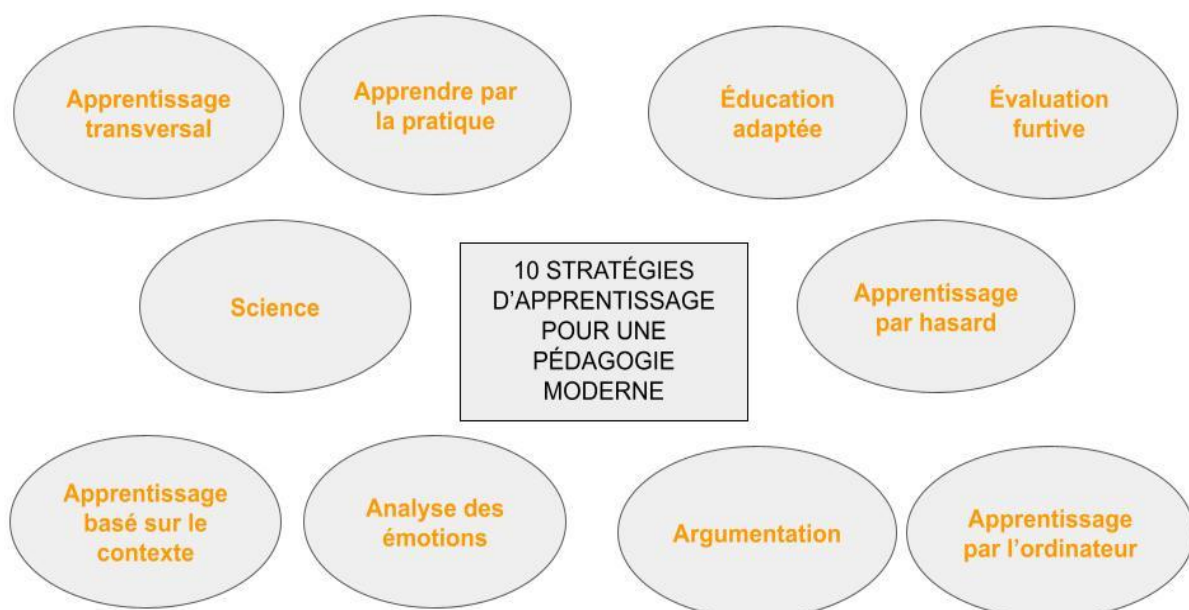 Apprentissage
transversal
Apprendre par
la pratique
Éducation
adaptée
Évaluation
furtive
Science
10 STRATÉGIES
D'APPRENTISSAGE
POUR UNE
PÉDAGOGIE
MODERNE
Apprentissage
par hasard
Apprentissage
basé sur le
contexte
Analyse des
émotions
Argumentation
Apprentissage
par l'ordinateur